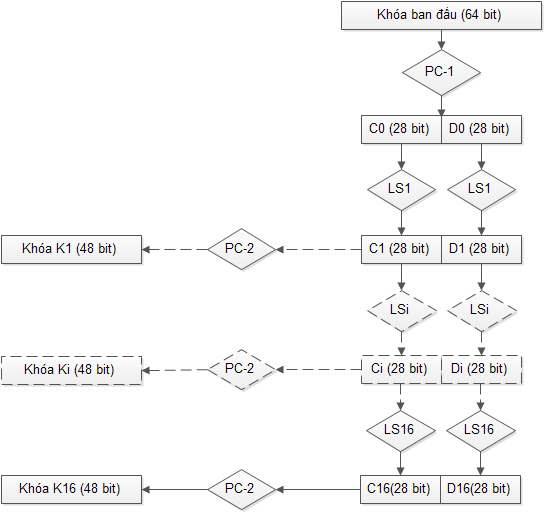 Khóa ban đầu (64 bit)
PC-1
C0 (28 bit) D0 (28 bit)
LS1 LS1
Khóa K1 (48 bit) PC-2 C1 (28 bit) D1 (28 bit)
LSi LSi
Khóa Ki (48 bit) PC-2 Ci (28 bit) Di (28 bit)
LS16 LS16
Khóa K16 (48 bit) PC-2 C16(28 bit) D16(28 bit)